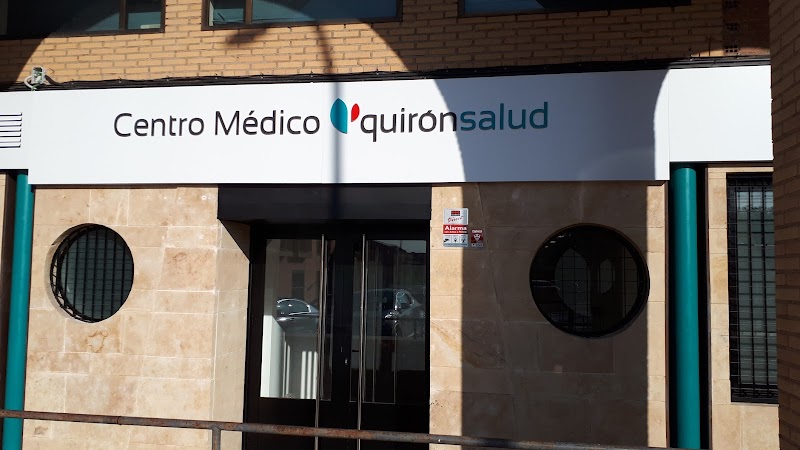 Centro Médico quirónsalud
Alarma